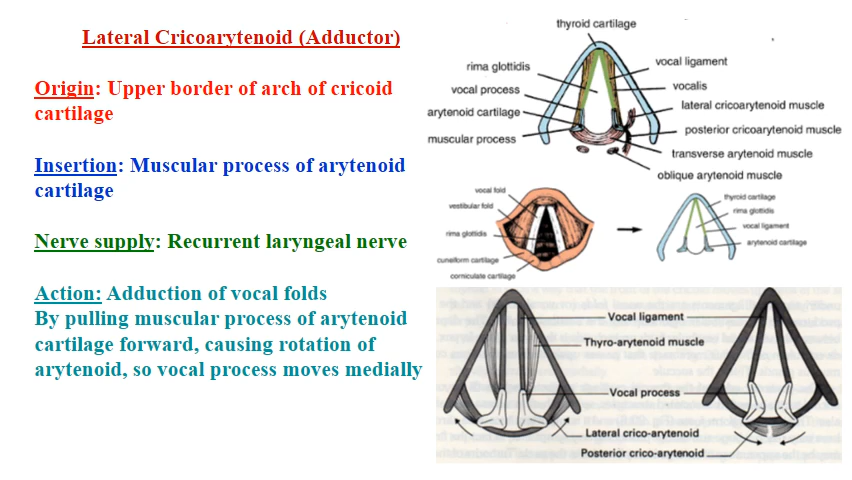 Lateral Cricoarytenoid (Adductor)
Origin: Upper border of arch of cricoid
cartilage
Insertion: Muscular process of arytenoid
cartilage
Nerve supply: Recurrent laryngeal nerve
Action: Adduction of vocal folds
By pulling muscular process of arytenoid
cartilage forward, causing rotation of
arytenoid, so vocal process moves medially
thyroid cartilage
rima glottidis
vocal process
arytenoid cartilage
muscular process
vocal ligament
vocalis
lateral cricoarytenoid muscle
posterior cricoarytenoid muscle
transverse arytenoid muscle
oblique arytenoid muscle
vocal fold
vestibular fold
rima glottidis
cuneiform cartilage
corniculate cartilage
thyroid cartilage
rima glottidis
vocal ligament
arytenoid cartilage
Vocal ligament
Thyro-arytenoid muscle
Vocal process
Lateral crico-arytenoid
Posterior crico-arytenoid